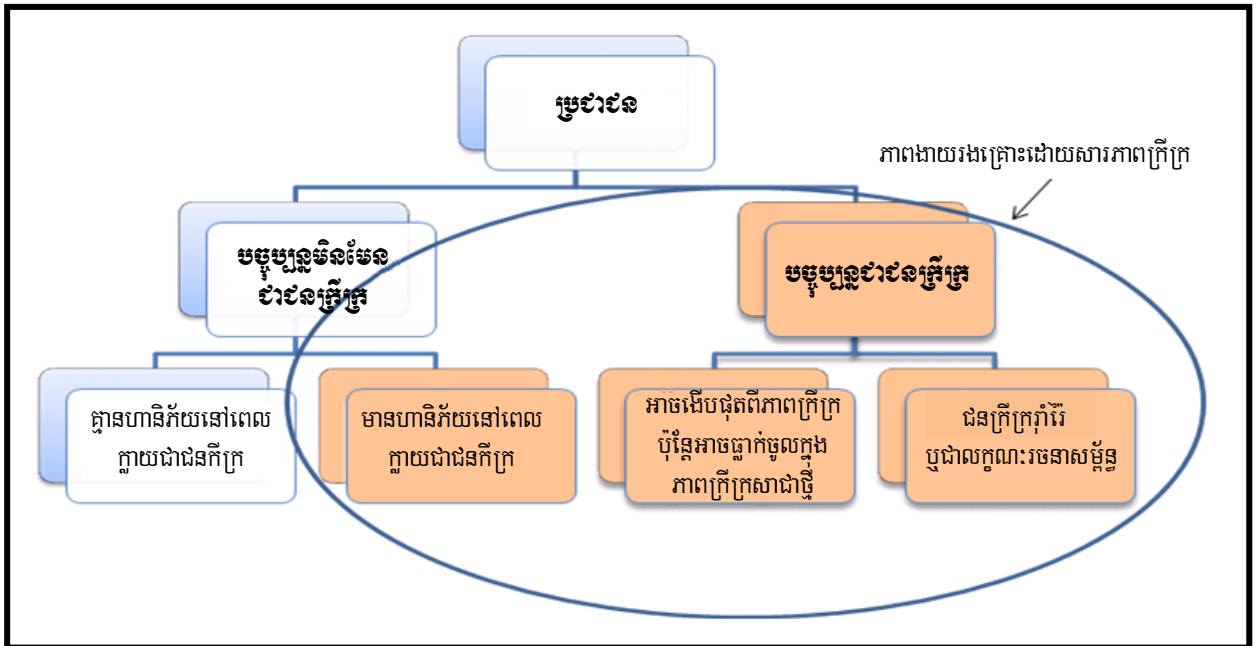 ប្រជាជន
ភាពងាយរងគ្រោះដោយសារភាពក្រីក្រ
បច្ចុប្បន្នមិនមែន
ជាជនក្រីក្រ
បច្ចុប្បន្នជាជនក្រីក្រ
គ្មានហានិភ័យនៅពេល
ក្លាយជាជនកីក្រ
មានហានិភ័យនៅពេល
ក្លាយជាជនកីក្រ
អាចងើបផុតពីភាពក្រីក្រ
ប៉ុន្តែអាចធ្លាក់ចូលក្នុង
ភាពក្រីក្រសាជាថ្មី
ជនក្រីក្ររ៉ាំរ៉ៃ
ឬជាលក្ខណៈរចនាសម្ព័ន្ធ